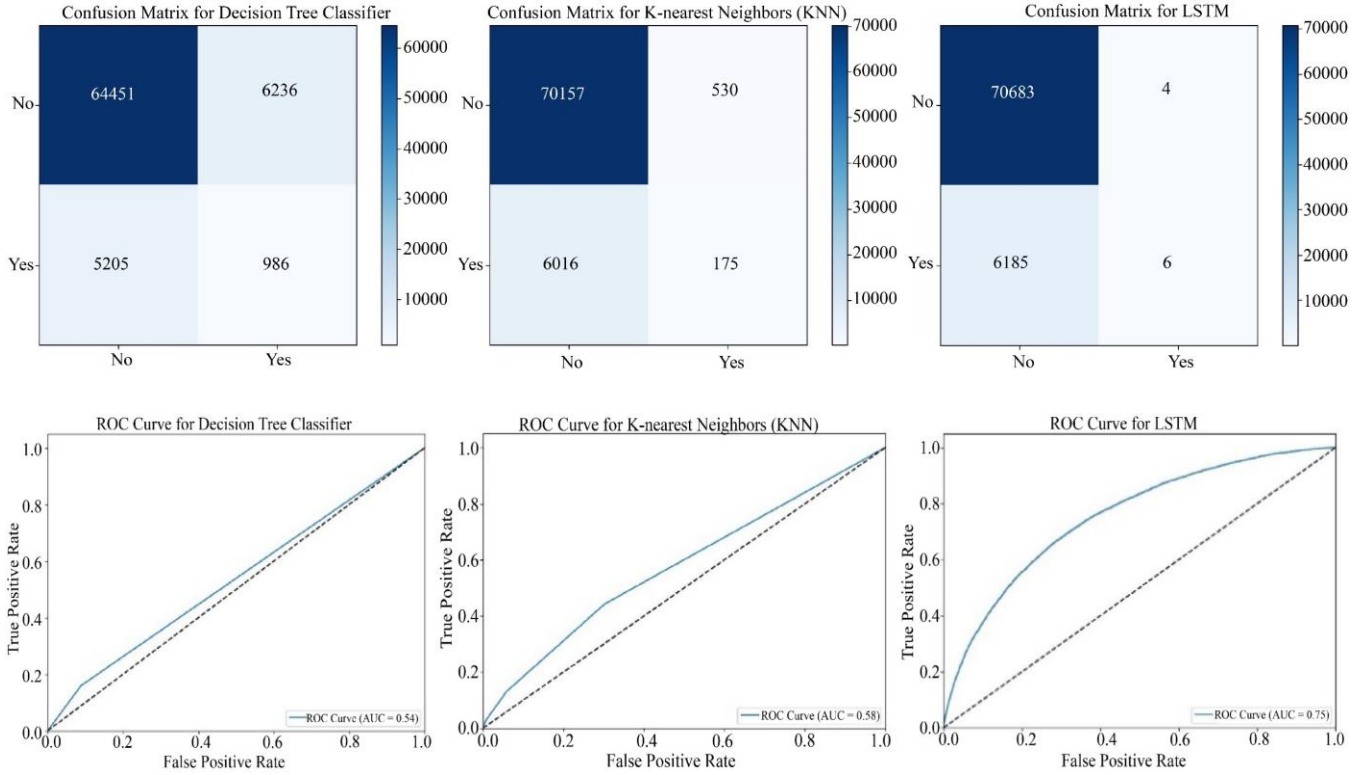 Confusion Matrix for Decision Tree Classifier
No
Yes
64451
6236
5205
986
No
Yes
60000
50000
40000
30000
20000
10000
Confusion Matrix for K-nearest Neighbors (KNN)
No
Yes
70157
530
6016
175
No
Yes
70000
60000
50000
40000
30000
20000
10000
Confusion Matrix for LSTM
No
Yes
70683
4
6185
6
No
Yes
70000
60000
50000
40000
30000
20000
10000
ROC Curve for Decision Tree Classifier
True Positive Rate
1.0
0.8
0.6
0.4
0.2
0.0
0.0
0.2
0.4
0.6
0.8
1.0
ROC Curve (AUC = 0.54)
False Positive Rate
ROC Curve for K-nearest Neighbors (KNN)
True Positive Rate
1.0
0.8
0.6
0.4
0.2
0.0
0.0
0.2
0.4
0.6
0.8
1.0
ROC Curve (AUC = 0.58)
False Positive Rate
ROC Curve for LSTM
True Positive Rate
1.0
0.8
0.6
0.4
0.2
0.0
0.0
0.2
0.4
0.6
0.8
1.0
ROC Curve (AUC = 0.75)
False Positive Rate